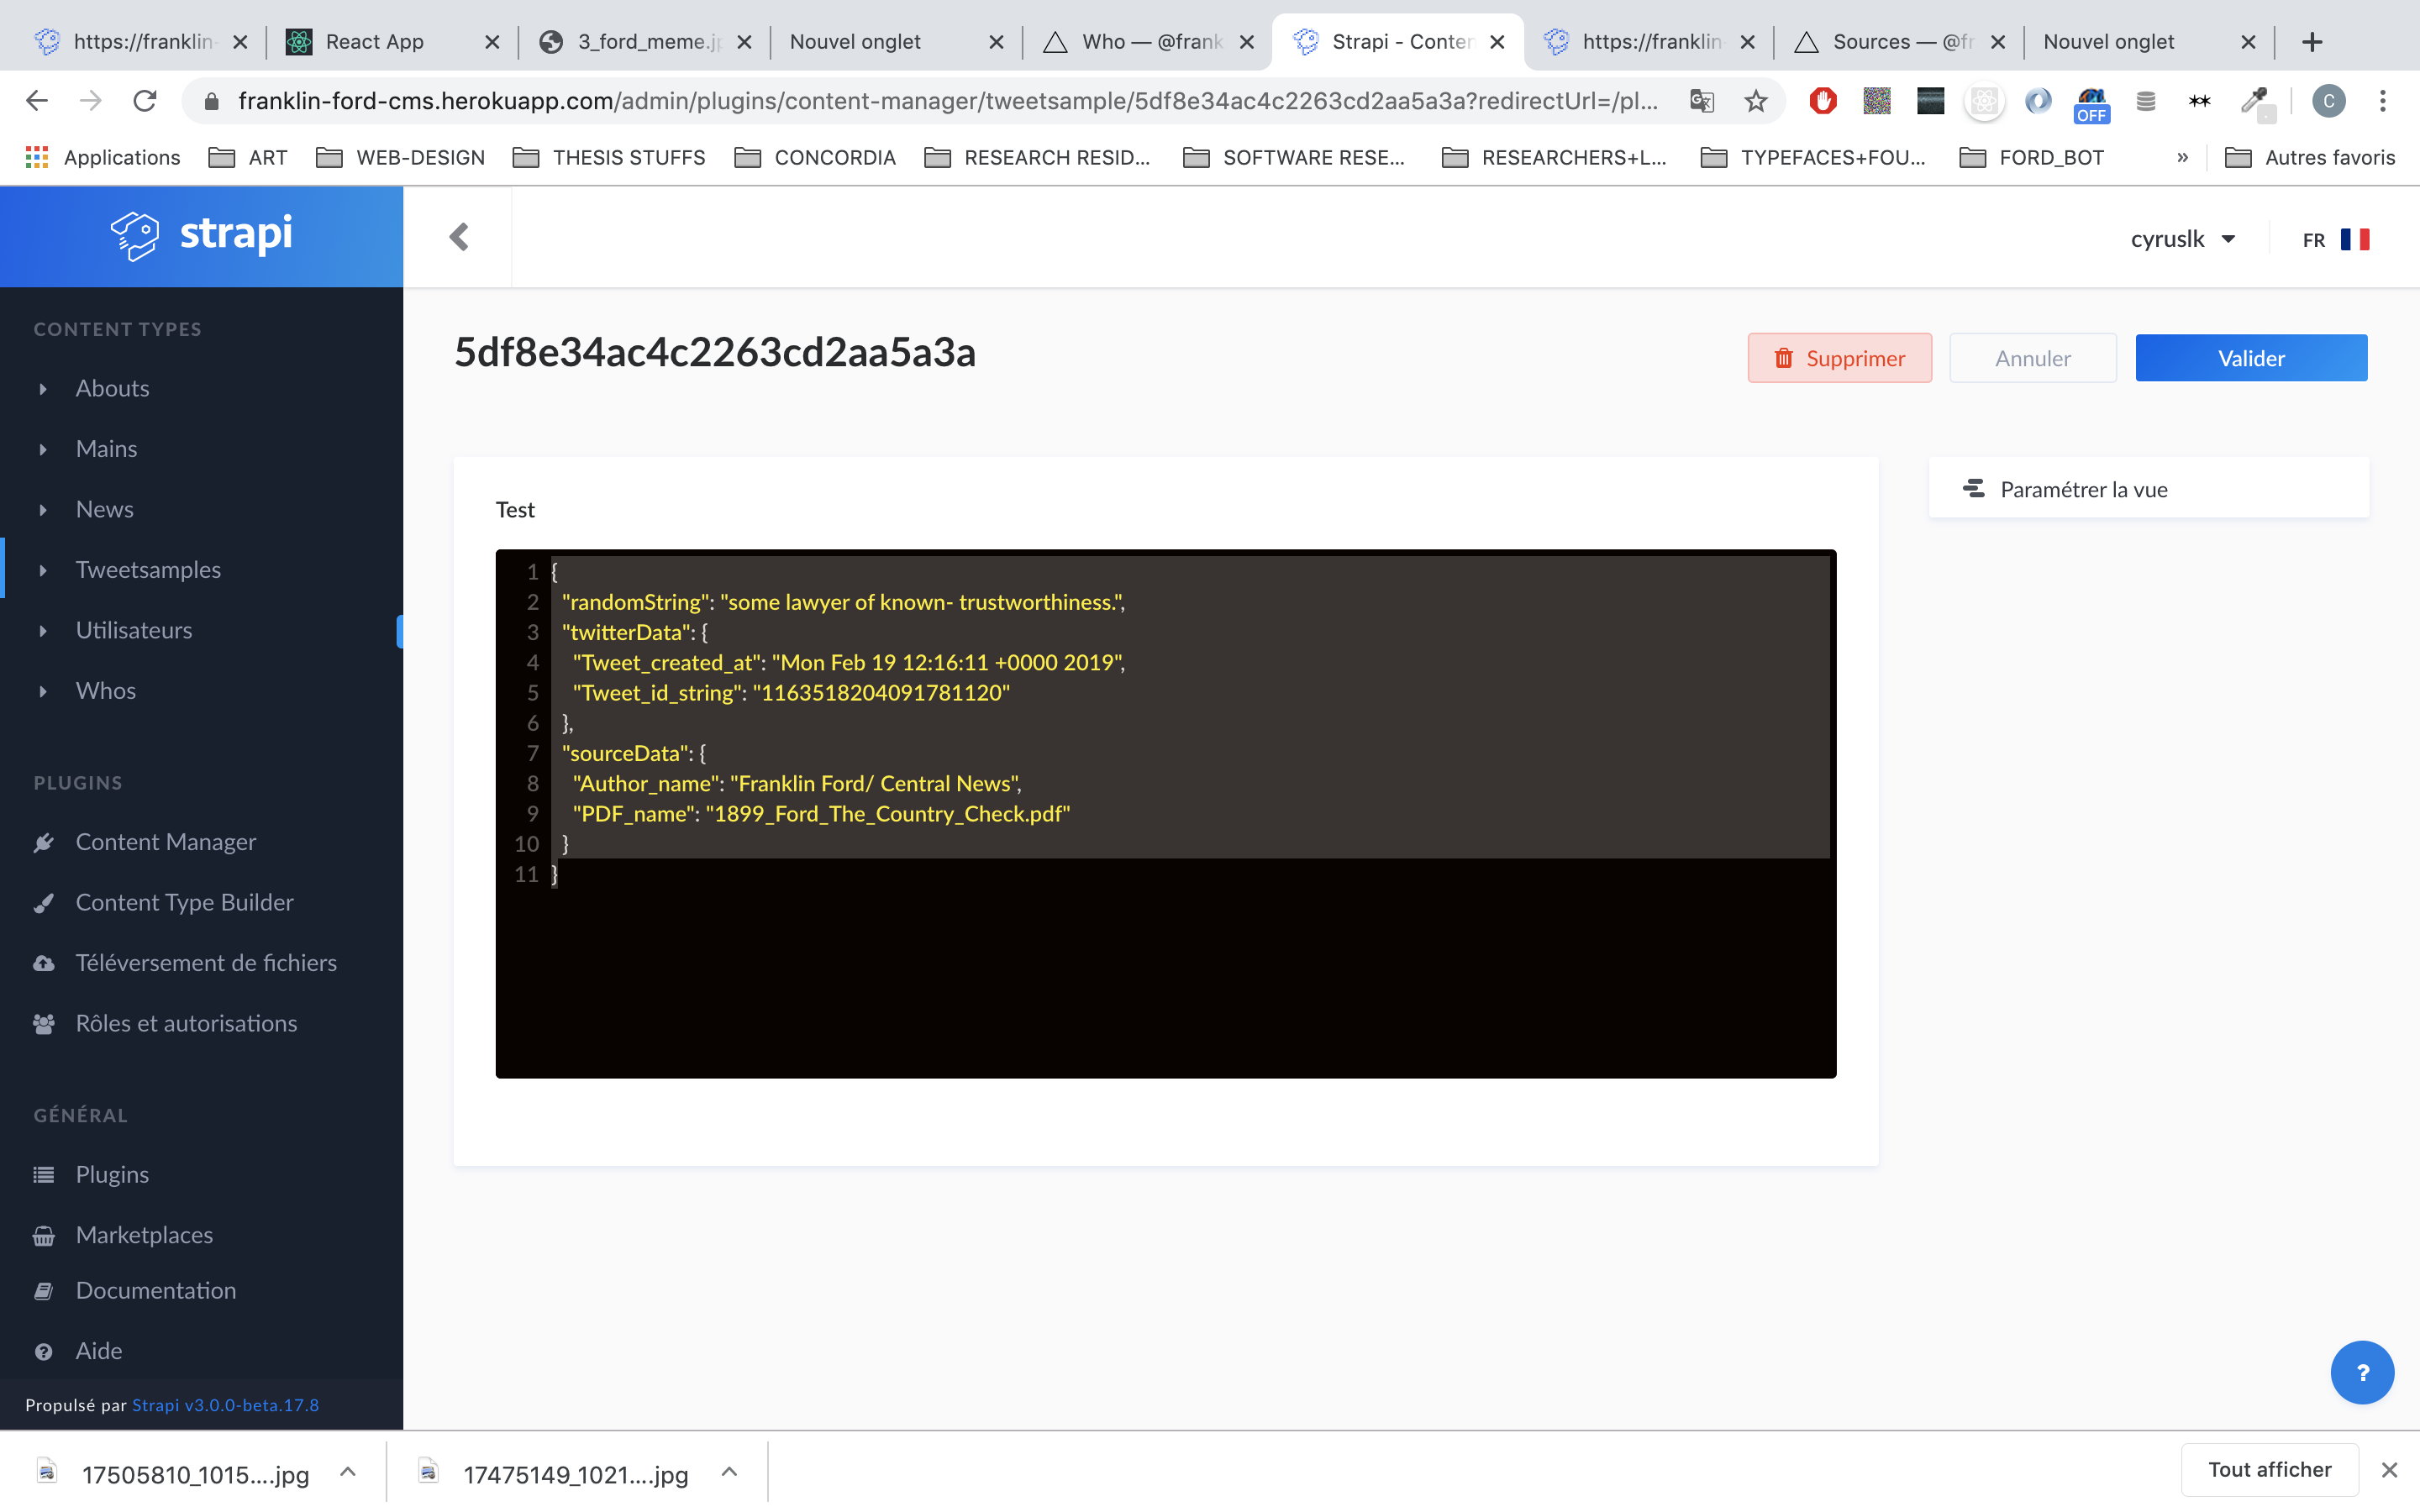 https://franklin-
React App
3_ford_meme.jp
Nouvel onglet
Who — @frank
Strapi - Conten
https://franklin-
Sources — @fr
Nouvel onglet
franklin-ford-cms.herokuapp.com/admin/plugins/content-manager/tweetsample/5df8e34ac4c2263cd2aa5a3a?redirectUrl=/pl...
OFF
C
Applications
ART
WEB-DESIGN
THESIS STUFFS
CONCORDIA
RESEARCH RESID...
SOFTWARE RESE...
RESEARCHERS+L...
TYPEFACES+FOU...
FORD_BOT
»
Autres favoris
strapi
cyruslk
FR
CONTENT TYPES
Abouts
Mains
News
Tweetsamples
Utilisateurs
Whos
PLUGINS
Content Manager
Content Type Builder
Téléversement de fichiers
Rôles et autorisations
GÉNÉRAL
Plugins
Marketplaces
Documentation
Aide
Propulsé par Strapi v3.0.0-beta.17.8
5df8e34ac4c2263cd2aa5a3a
Supprimer
Annuler
Valider
Test
1 {
2 "randomString": "some lawyer of known- trustworthiness.",
3 "twitterData": {
4 "Tweet_created_at": "Mon Feb 19 12:16:11 +0000 2019",
5 "Tweet_id_string": "1163518204091781120"
6 },
7 "sourceData": {
8 "Author_name": "Franklin Ford/ Central News",
9 "PDF_name": "1899_Ford_The_Country_Check.pdf"
10 }
11 }
Paramétrer la vue
?
17505810_1015....jpg
17475149_1021....jpg
Tout afficher